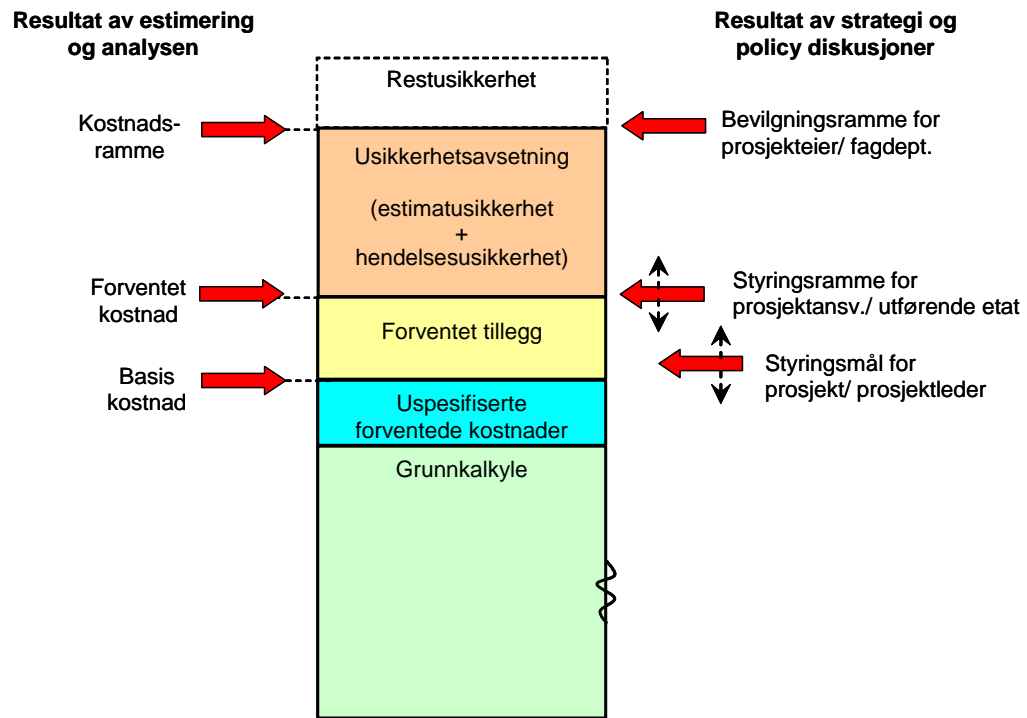 Resultat av estimering
og analysen
Resultat av strategi og
policy diskusjoner
Restusikkerhet
Kostnads-
ramme
Bevilgningsramme for
prosjekteier/ fagdept.
Usikkerhetsavsetning
(estimatusikkerhet
+
hendelsesusikkerhet)
Forventet
kostnad
Styringsramme for
prosjektansv./ utførende etat
Forventet tillegg
Styringsmål for
prosjekt/ prosjektleder
Basis
kostnad
Uspesifiserte
forventede kostnader
Grunnkalkyle